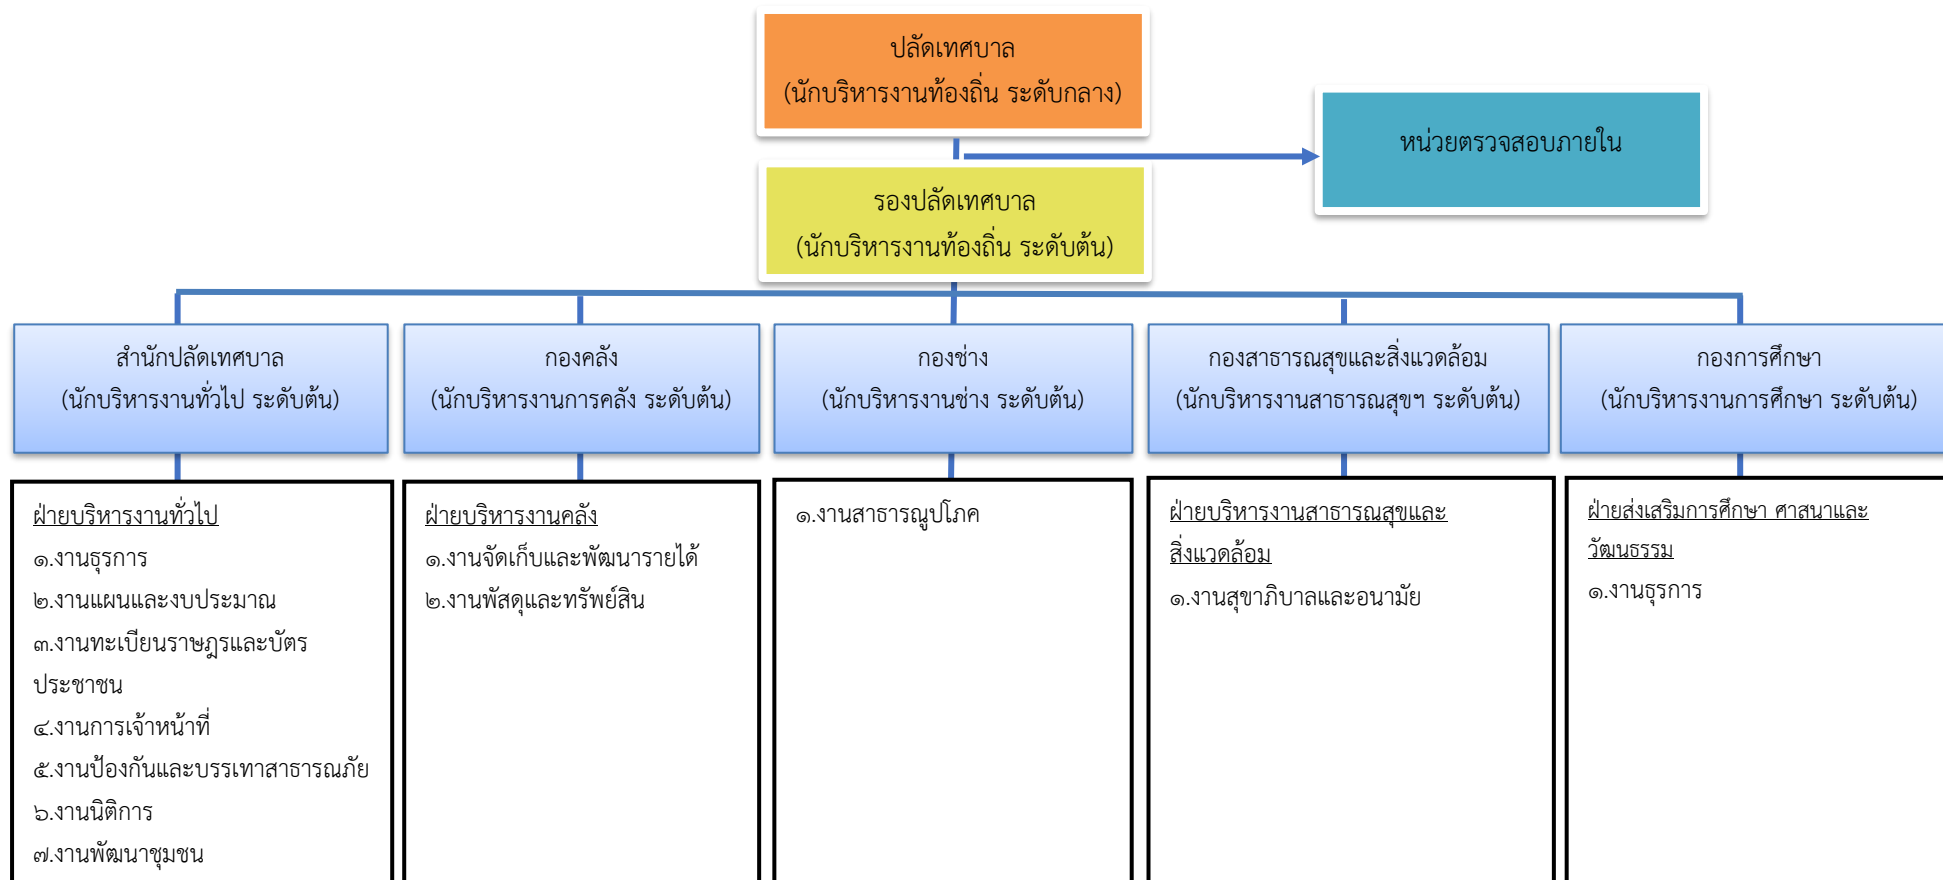 ปลัดเทศบาล
(นักบริหารงานท้องถิ่น ระดับกลาง)
หน่วยตรวจสอบภายใน
รองปลัดเทศบาล
(นักบริหารงานท้องถิ่น ระดับต้น)
สำนักปลัดเทศบาล
(นักบริหารงานทั่วไป ระดับต้น)
กองคลัง
(นักบริหารงานการคลัง ระดับต้น)
กองช่าง
(นักบริหารงานช่าง ระดับต้น)
กองสาธารณสุขและสิ่งแวดล้อม
(นักบริหารงานสาธารณสุขฯ ระดับต้น)
กองการศึกษา
(นักบริหารงานการศึกษา ระดับต้น)
ฝ่ายบริหารงานทั่วไป
๑.งานธุรการ
๒.งานแผนและงบประมาณ
๓.งานทะเบียนราษฎรและบัตร
ประชาชน
๔.งานการเจ้าหน้าที่
๕.งานป้องกันและบรรเทาสาธารณภัย
๖.งานนิติการ
๗.งานพัฒนาชุมชน
ฝ่ายบริหารงานคลัง
๑.งานจัดเก็บและพัฒนารายได้
๒.งานพัสดุและทรัพย์สิน
๑.งานสาธารณูปโภค
ฝ่ายบริหารงานสาธารณสุขและ
สิ่งแวดล้อม
๑.งานสุขาภิบาลและอนามัย
ฝ่ายส่งเสริมการศึกษา ศาสนาและ
วัฒนธรรม
๑.งานธุรการ